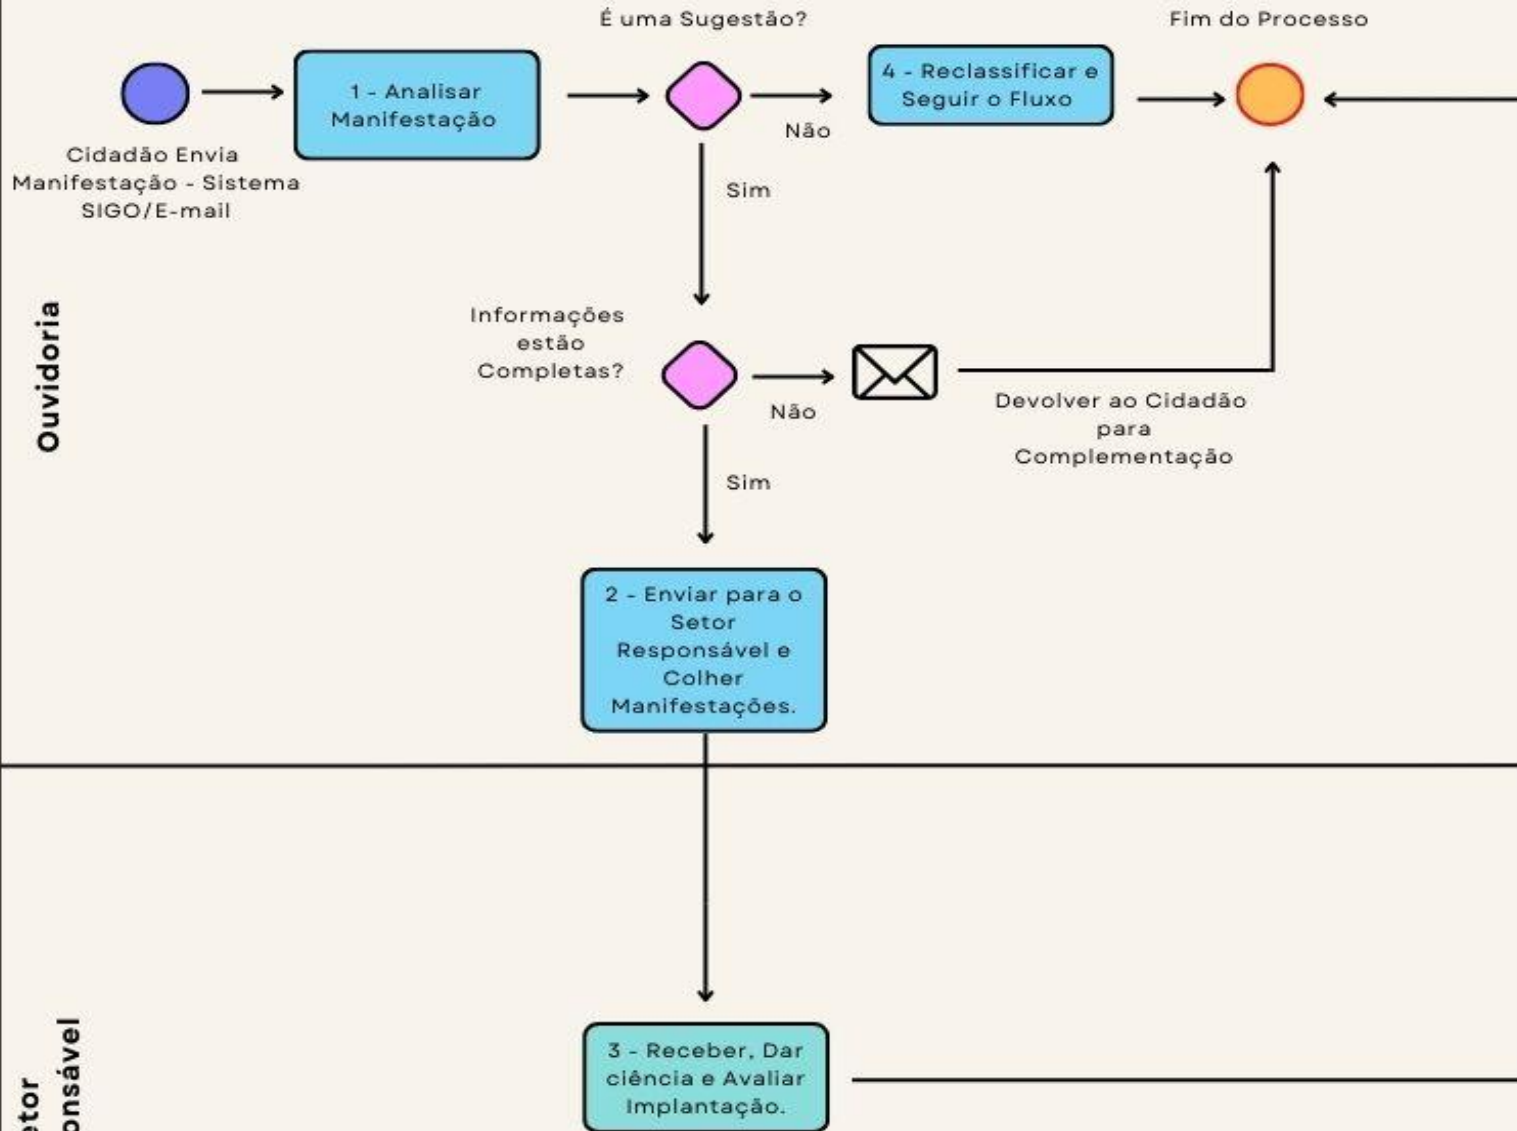 É uma Sugestão?
Fim do Processo
1 - Analisar
Manifestação
4 - Reclassificar e
Seguir o Fluxo
Não
Cidadão Envia
Manifestação - Sistema
SIGO/E-mail
Sim
Ouvidoria
Informações
estão
Completas?
Não
Devolver ao Cidadão
para
Complementação
Sim
2 - Enviar para o
Setor
Responsável e
Colher
Manifestações.
etor
onsável
3 - Receber, Dar
ciência e Avaliar
Implantação.